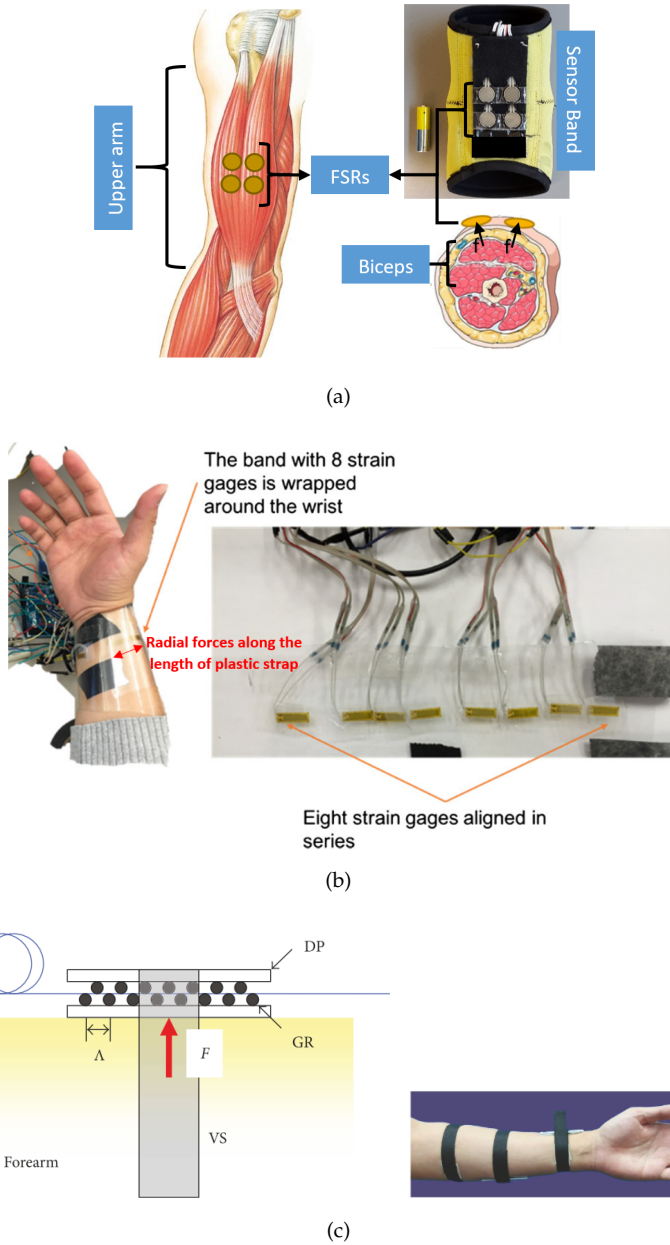 Upper arm
FSRs
Sensor Band
Biceps
f
f
(a)
The band with 8 strain
gages is wrapped
around the wrist
Radial forces along the
length of plastic strap
Eight strain gages aligned in
series
(b)
DP
GR
Λ
F
VS
Forearm
(c)